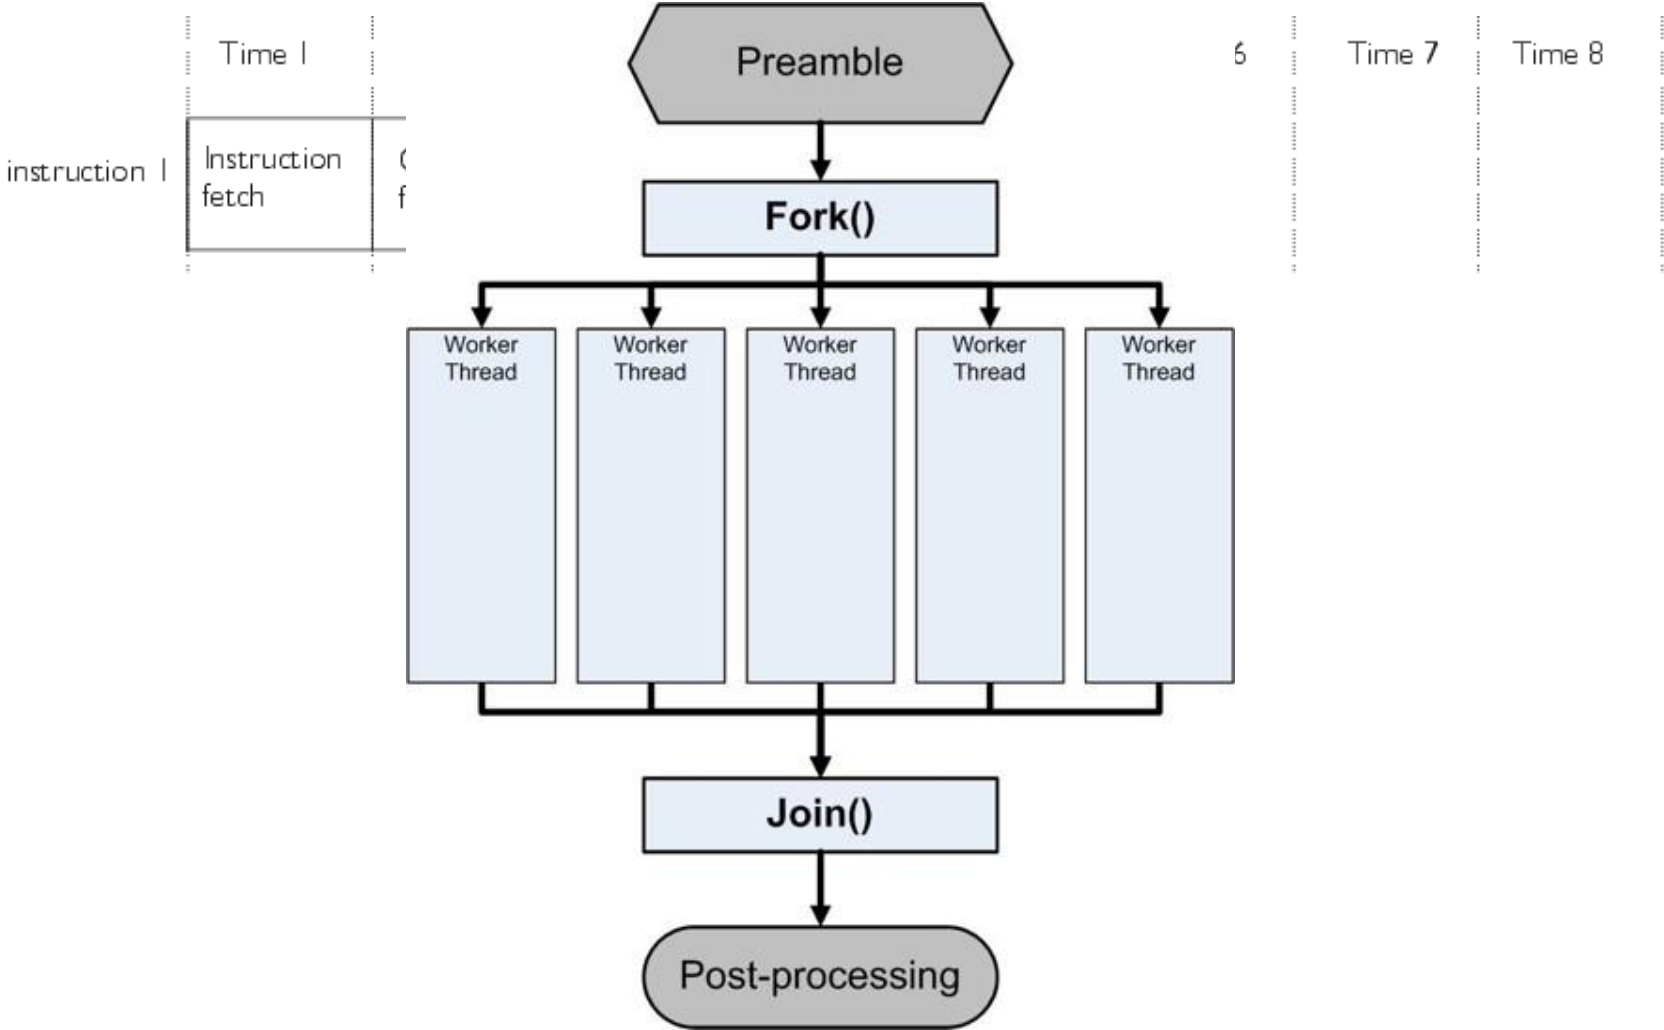 Time 1
Preamble
6
Time 7
Time 8
instruction 1
Instruction
fetch
Fork()
Worker
Thread
Worker
Thread
Worker
Thread
Worker
Thread
Worker
Thread
Join()
Post-processing